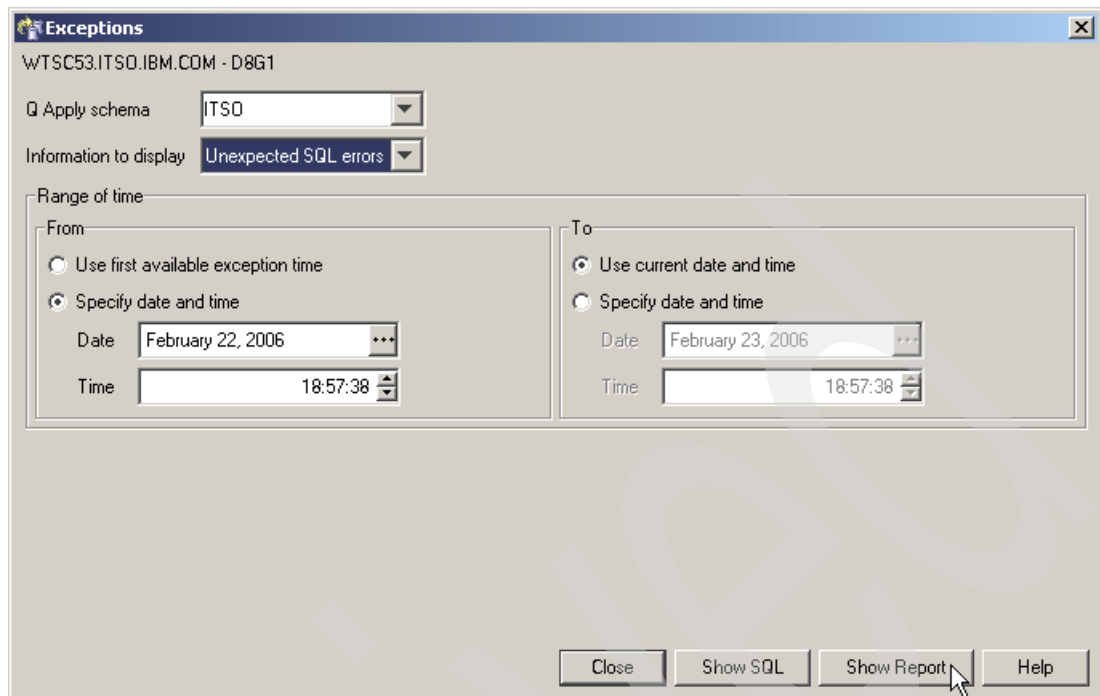 Exceptions
WTSC53.ITSO.IBM.COM - D8G1
Q Apply schema ITSO
Information to display Unexpected SQL errors
Range of time
From
Use first available exception time
Specify date and time
Date February 22, 2006 ...
Time 18:57:38
To
Use current date and time
Specify date and time
Date February 23, 2006 ...
Time 18:57:38
Close Show SQL Show Report Help